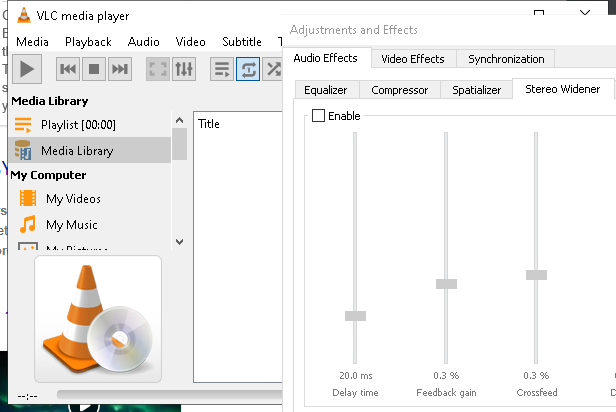 VLC media player
Media Playback Audio Video Subtitle
Media Library
Playlist [00:00]
Media Library
My Computer
My Videos
My Music
My Pictures
Title
--:--
Adjustments and Effects
Audio Effects Video Effects Synchronization
Equalizer Compressor Spatializer Stereo Widener
Enable
20.0 ms 0.3 % 0.3 %
Delay time Feedback gain Crossfeed